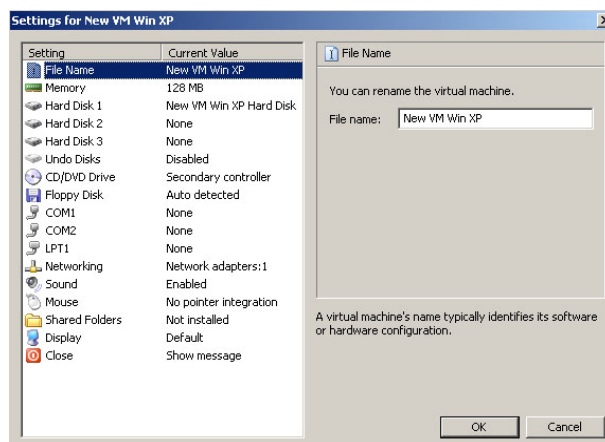 Settings for New VM Win XP
Setting Current Value
File Name New VM Win XP
Memory 128 MB
Hard Disk 1 New VM Win XP Hard Disk
Hard Disk 2 None
Hard Disk 3 None
Undo Disks Disabled
CD/DVD Drive Secondary controller
Floppy Disk Auto detected
COM1 None
COM2 None
LPT1 None
Networking Network adapters:1
Sound Enabled
Mouse No pointer integration
Shared Folders Not installed
Display Default
Close Show message
File Name
You can rename the virtual machine.
File name: New VM Win XP
A virtual machine's name typically identifies its software
or hardware configuration.
OK Cancel